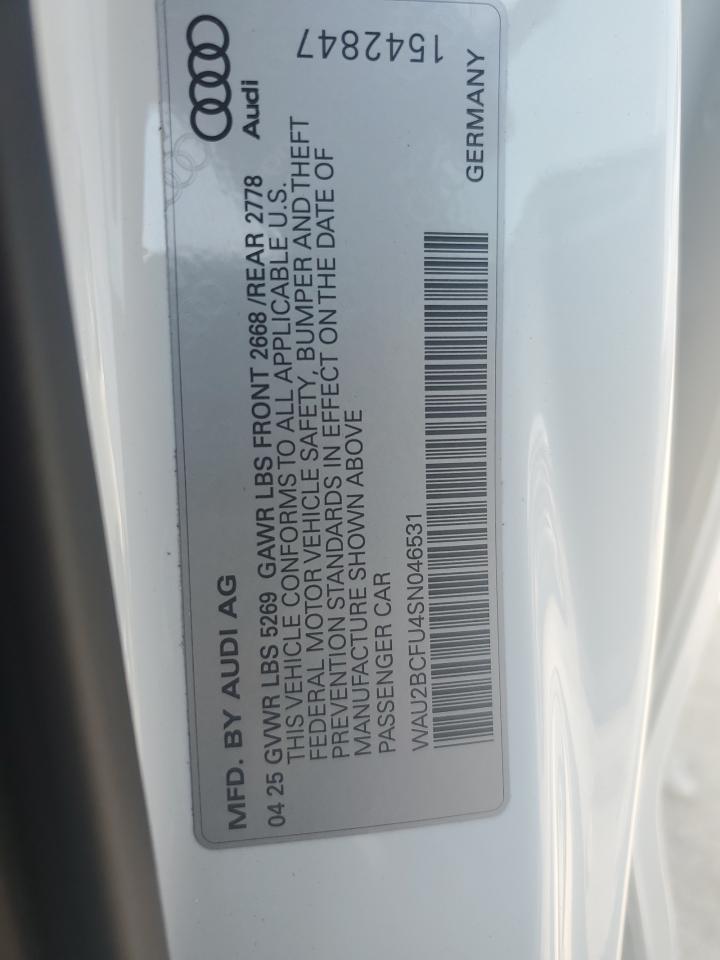 MFD. BY AUDI AG
Audi
04 25 GVWR LBS 5269 GAWR LBS FRONT 2668 /REAR 2778
THIS VEHICLE CONFORMS TO ALL APPLICABLE U.S.
FEDERAL MOTOR VEHICLE SAFETY, BUMPER AND THEFT
PREVENTION STANDARDS IN EFFECT ON THE DATE OF
MANUFACTURE SHOWN ABOVE
PASSENGER CAR
1542847
WAU2BCFU4SN046531
GERMANY